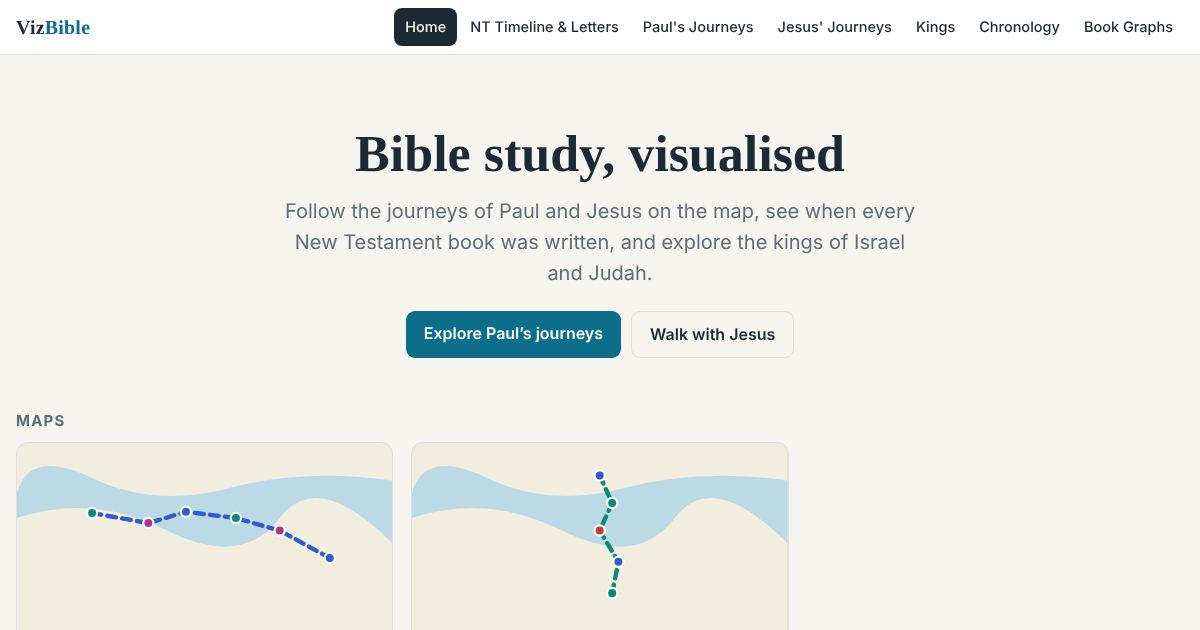 VizBible
Home
NT Timeline & Letters
Paul's Journeys
Jesus' Journeys
Kings
Chronology
Book Graphs
Bible study, visualised
Follow the journeys of Paul and Jesus on the map, see when every
New Testament book was written, and explore the kings of Israel
and Judah.
Explore Paul’s journeys
Walk with Jesus
MAPS